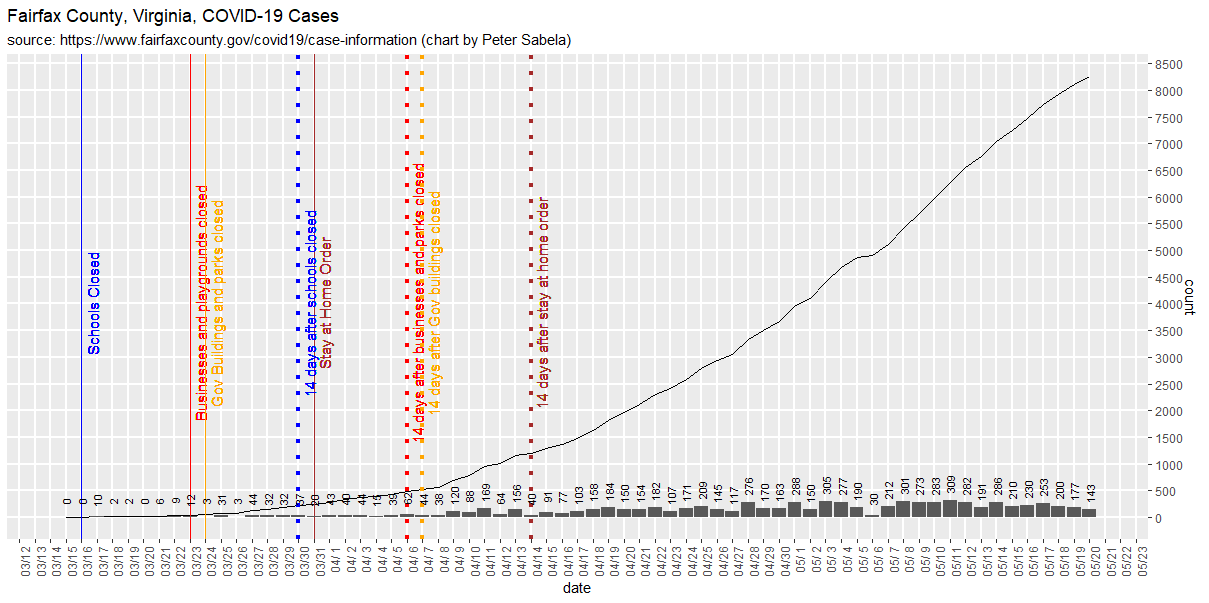 Fairfax County, Virginia, COVID-19 Cases
source: https://www.fairfaxcounty.gov/covid19/case-information (chart by Peter Sabela)
Schools Closed
Businesses and playgrounds closed
Gov Buildings and parks closed
14 days after schools closed
Stay at Home Order
14 days after businesses and parks closed
14 days after Gov buildings closed
14 days after stay at home order
8500
8000
7500
7000
6500
6000
5500
5000
4500
4000
3500
3000
2500
2000
1500
1000
500
0
count
0 0 10 2 2 0 6 9 12 3 31 3 44 32 32 37 20 43 40 44 15 39 62 44 38 120 88 169 64 156 40 91 77 103 158 184 150 154 182 107 171 209 145 117 276 170 163 288 150 305 277 190 30 212 301 273 283 309 282 191 286 210 230 253 200 177 143
03/12 03/13 03/14 03/15 03/16 03/17 03/18 03/19 03/20 03/21 03/22 03/23 03/24 03/25 03/26 03/27 03/28 03/29 03/30 03/31 04/ 1 04/ 2 04/ 3 04/ 4 04/ 5 04/ 6 04/ 7 04/ 8 04/ 9 04/10 04/11 04/12 04/13 04/14 04/15 04/16 04/17 04/18 04/19 04/20 04/21 04/22 04/23 04/24 04/25 04/26 04/27 04/28 04/29 04/30 05/ 1 05/ 2 05/ 3 05/ 4 05/ 5 05/ 6 05/ 7 05/ 8 05/ 9 05/10 05/11 05/12 05/13 05/14 05/15 05/16 05/17 05/18 05/19 05/20 05/21 05/22 05/23
date